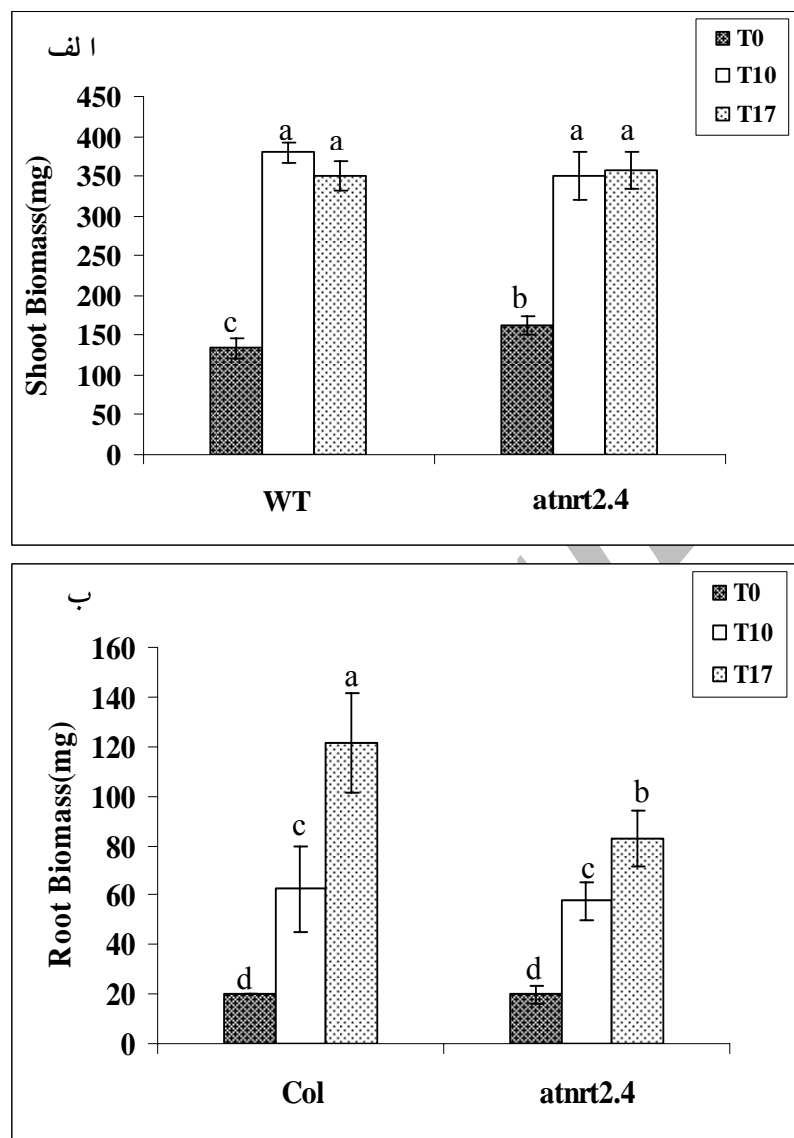 ا لف
T0
T10
T17
450
400
350
300
250
200
150
100
50
0
Shoot Biomass(mg)
c
a
a
b
a
a
WT
atnrt2.4
ب
T0
T10
T17
160
140
120
100
80
60
40
20
0
Root Biomass(mg)
d
c
a
d
c
b
Col
atnrt2.4